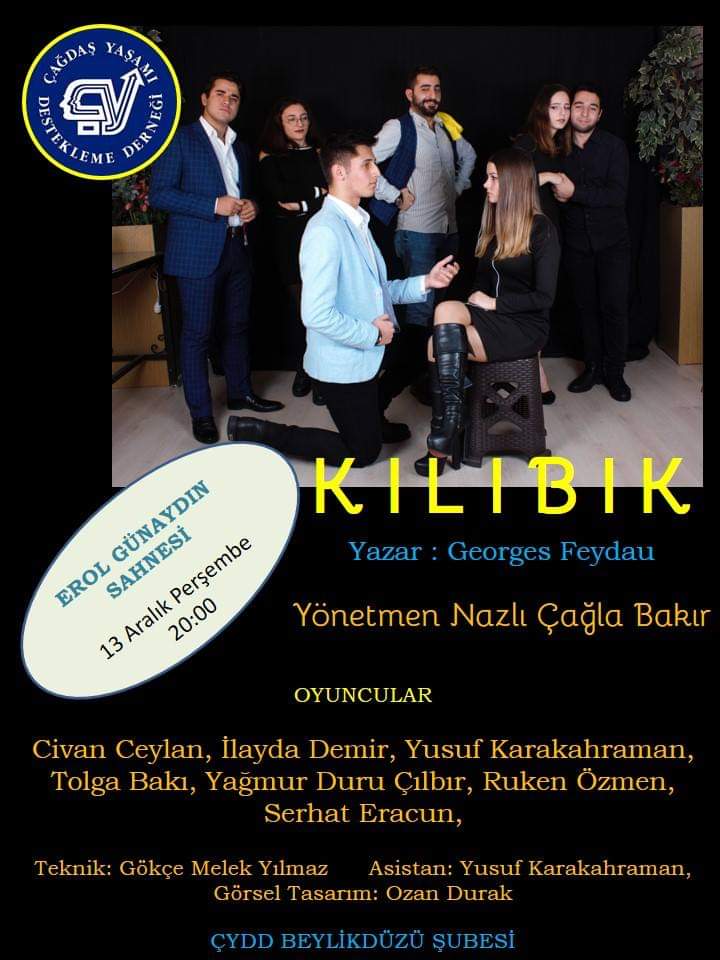 ÇAĞDAŞ YAŞAMI
DESTEKLEME DERNEĞİ
ÇY
KILIBIK
Yazar : Georges Feydau
EROL GÜNAYDIN
SAHNESİ
13 Aralık Perşembe
20:00
Yönetmen Nazlı Çağla Bakır
OYUNCULAR
Civan Ceylan, İlayda Demir, Yusuf Karakahraman,
Tolga Bakı, Yağmur Duru Çılbır, Ruken Özmen,
Serhat Eracun,
Teknik: Gökçe Melek Yılmaz Asistan: Yusuf Karakahraman,
Görsel Tasarım: Ozan Durak
ÇYDD BEYLİKDÜZÜ ŞUBESİ